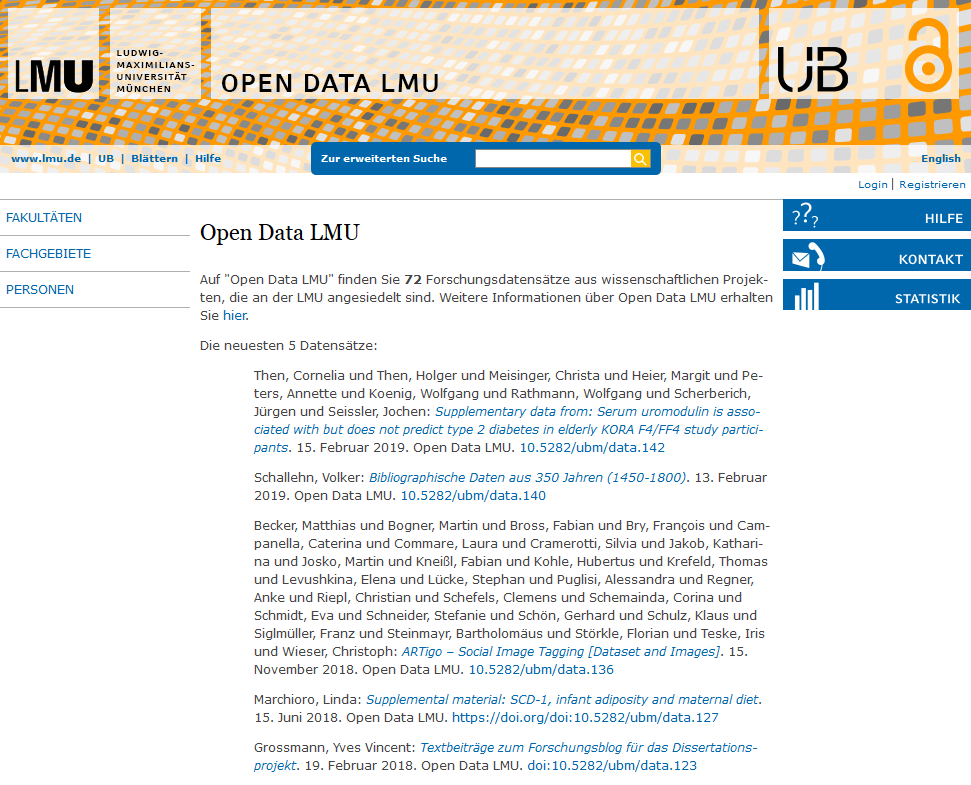 LMU
LUDWIG-
MAXIMILIANS-
UNIVERSITÄT
MÜNCHEN
OPEN DATA LMU
UB
www.lmu.de | UB | Blättern | Hilfe
Zur erweiterten Suche
English
Login | Registrieren
FAKULTÄTEN
FACHGEBIETE
PERSONEN
Open Data LMU
Auf "Open Data LMU" finden Sie 72 Forschungsdatensätze aus wissenschaftlichen Projek-
ten, die an der LMU angesiedelt sind. Weitere Informationen über Open Data LMU erhalten
Sie hier.
Die neuesten 5 Datensätze:
Then, Cornelia und Then, Holger und Meisinger, Christa und Heier, Margit und Pe-
ters, Annette und Koenig, Wolfgang und Rathmann, Wolfgang und Scherberich,
Jürgen und Seissler, Jochen: Supplementary data from: Serum uromodulin is asso-
ciated with but does not predict type 2 diabetes in elderly KORA F4/FF4 study partici-
pants. 15. Februar 2019. Open Data LMU. 10.5282/ubm/data.142
Schallehn, Volker: Bibliographische Daten aus 350 Jahren (1450-1800). 13. Februar
2019. Open Data LMU. 10.5282/ubm/data.140
Becker, Matthias und Bogner, Martin und Bross, Fabian und Bry, François und Cam-
panella, Caterina und Commare, Laura und Cramerotti, Silvia und Jakob, Kathari-
na und Josko, Martin und Kneißl, Fabian und Kohle, Hubertus und Krefeld, Thomas
und Levushkina, Elena und Lücke, Stephan und Puglisi, Alessandra und Regner,
Anke und Riepl, Christian und Schefels, Clemens und Schemainda, Corina und
Schmidt, Eva und Schneider, Stefanie und Schön, Gerhard und Schulz, Klaus und
Siglmüller, Franz und Steinmayr, Bartholomäus und Störkle, Florian und Teske, Iris
und Wieser, Christoph: ARTigo – Social Image Tagging [Dataset and Images]. 15.
November 2018. Open Data LMU. 10.5282/ubm/data.136
Marchioro, Linda: Supplemental material: SCD-1, infant adiposity and maternal diet.
15. Juni 2018. Open Data LMU. https://doi.org/doi:10.5282/ubm/data.127
Grossmann, Yves Vincent: Textbeiträge zum Forschungsblog für das Dissertations-
projekt. 19. Februar 2018. Open Data LMU. doi:10.5282/ubm/data.123
??? HILFE
KONTAKT
STATISTIK